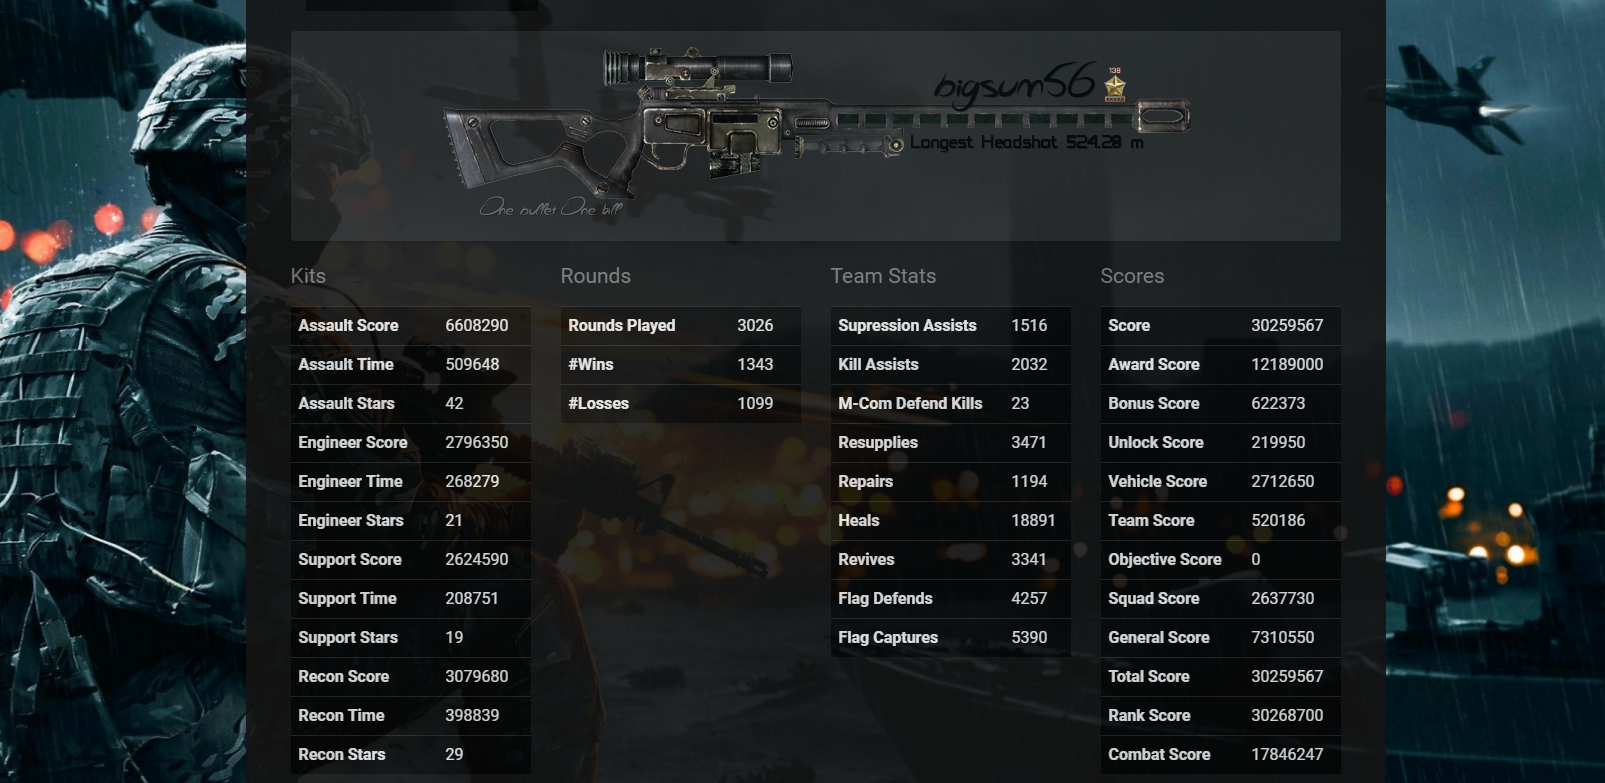 bigsum56
138
Longest Headshot 524.28 m
One bullet One bill
Kits
Assault Score 6608290
Assault Time 509648
Assault Stars 42
Engineer Score 2796350
Engineer Time 268279
Engineer Stars 21
Support Score 2624590
Support Time 208751
Support Stars 19
Recon Score 3079680
Recon Time 398839
Recon Stars 29
Rounds
Rounds Played 3026
#Wins 1343
#Losses 1099
Team Stats
Supression Assists 1516
Kill Assists 2032
M-Com Defend Kills 23
Resupplies 3471
Repairs 1194
Heals 18891
Revives 3341
Flag Defends 4257
Flag Captures 5390
Scores
Score 30259567
Award Score 12189000
Bonus Score 622373
Unlock Score 219950
Vehicle Score 2712650
Team Score 520186
Objective Score 0
Squad Score 2637730
General Score 7310550
Total Score 30259567
Rank Score 30268700
Combat Score 17846247